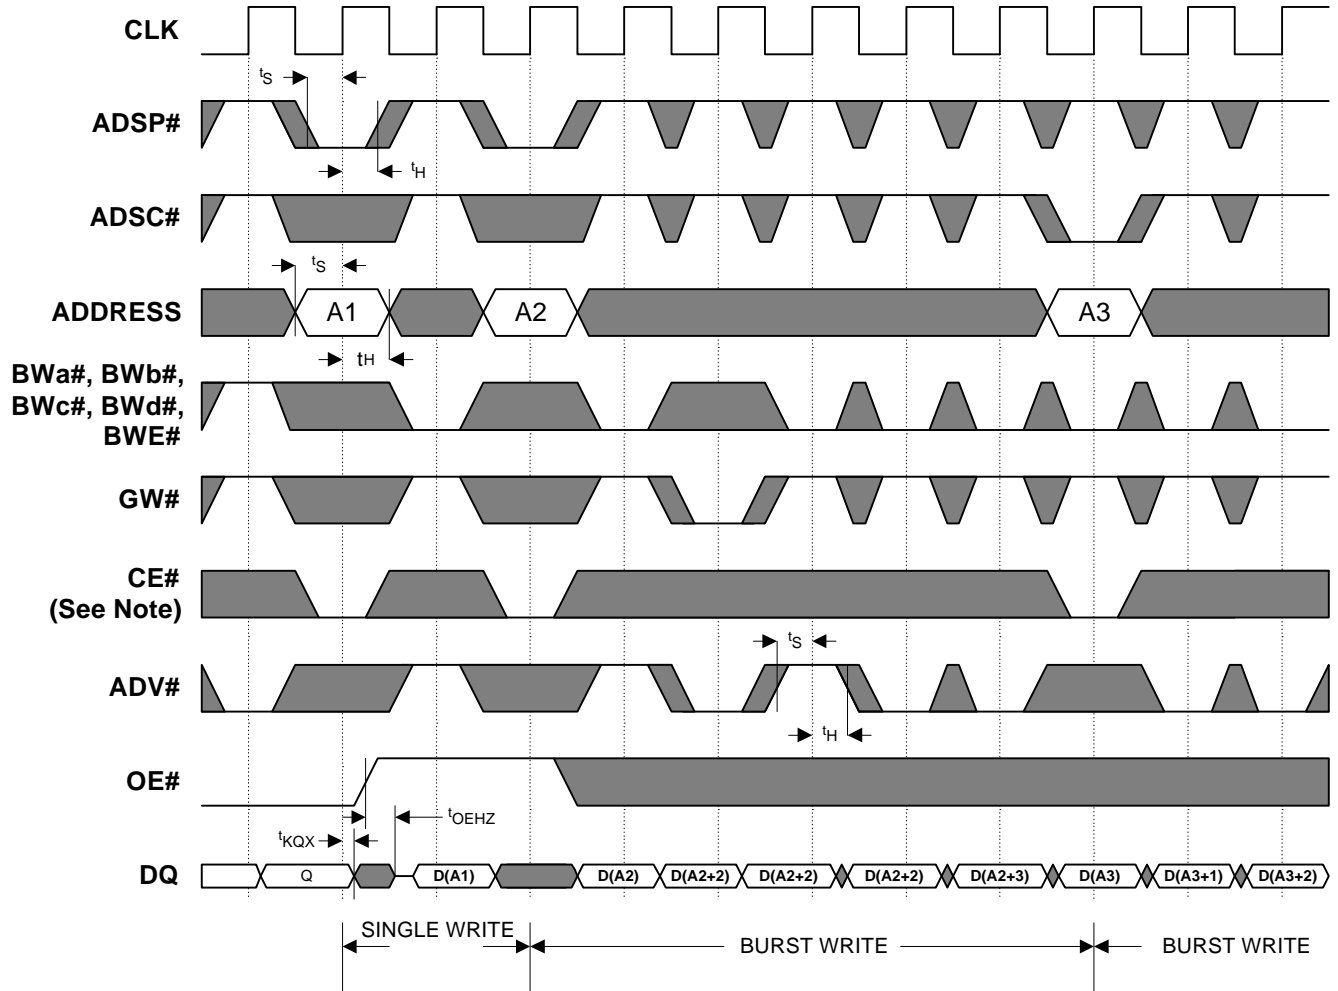 CLK
tS
ADSP#
tH
ADSC#
tS
ADDRESS A1 A2 A3
tH
BWa#, BWb#,
BWc#, BWd#,
BWE#
GW#
CE#
(See Note)
tS
ADV#
tH
OE#
tOEHZ
tKQX
DQ Q D(A1) D(A2) D(A2+2) D(A2+2) D(A2+2) D(A2+3) D(A3) D(A3+1) D(A3+2)
SINGLE WRITE BURST WRITE BURST WRITE